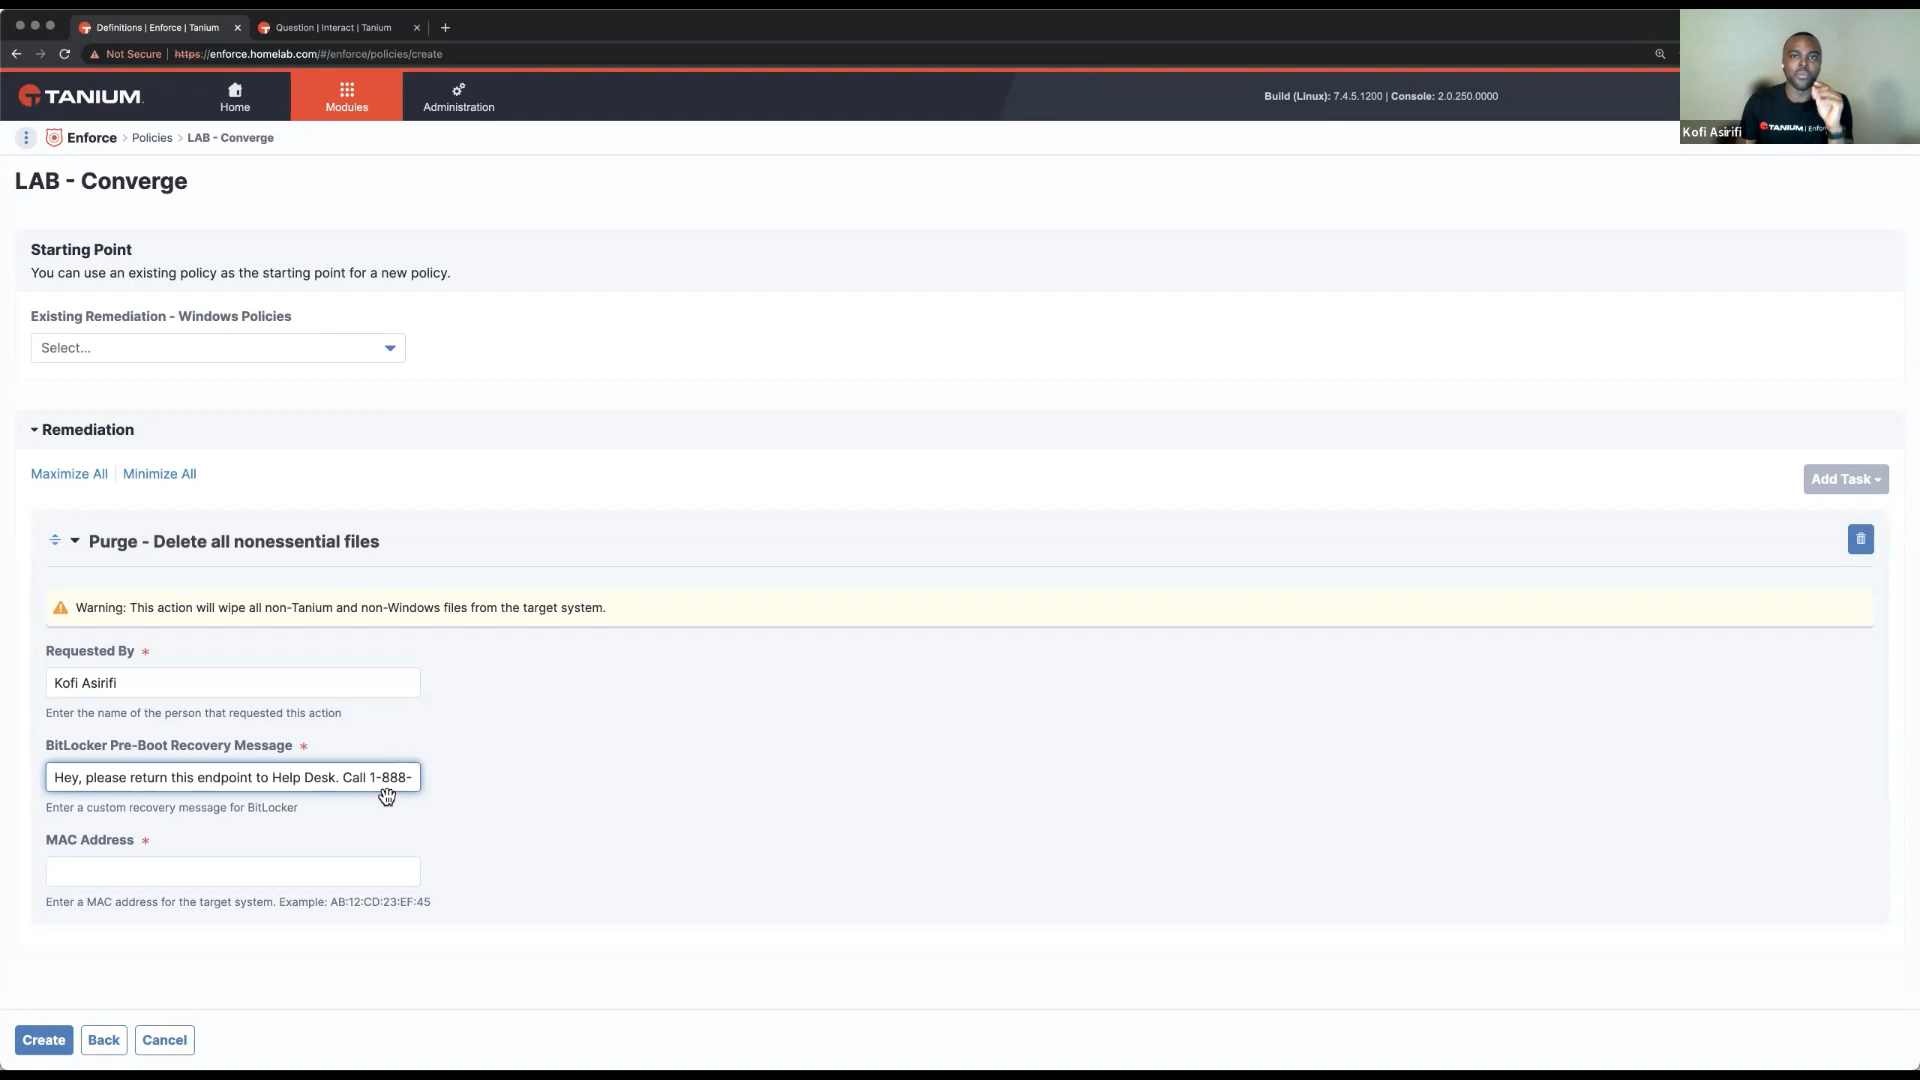 Definitions | Enforce | Tanium
Question | Interact | Tanium
Not Secure
https://enforce.homelab.com/#/enforce/policies/create
TANIUM
Home
Modules
Administration
Build (Linux): 7.4.5.1200 | Console: 2.0.250.0000
TANIUM
Kofi Asirifi
Enforce > Policies > LAB - Converge
LAB - Converge
Starting Point
You can use an existing policy as the starting point for a new policy.
Existing Remediation - Windows Policies
Select...
Remediation
Maximize All | Minimize All
Add Task
Purge - Delete all nonessential files
Warning: This action will wipe all non-Tanium and non-Windows files from the target system.
Requested By *
Kofi Asirifi
Enter the name of the person that requested this action
BitLocker Pre-Boot Recovery Message *
Hey, please return this endpoint to Help Desk. Call 1-888-
Enter a custom recovery message for BitLocker
MAC Address *
Enter a MAC address for the target system. Example: AB:12:CD:23:EF:45
Create
Back
Cancel